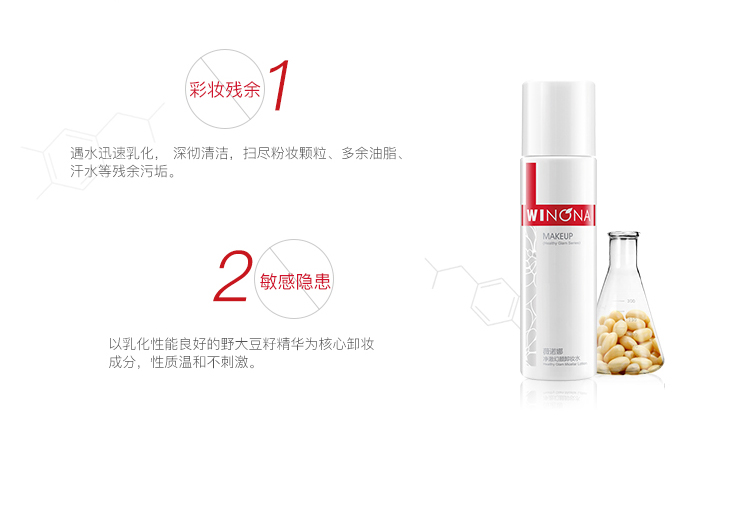 彩妆残余 1
遇水迅速乳化， 深彻清洁，扫尽粉妆颗粒、多余油脂、
汗水等残余污垢。
2 敏感隐患
以乳化性能良好的野大豆籽精华为核心卸妆
成分，性质温和不刺激。
WINONA
MAKEUP
薇诺娜